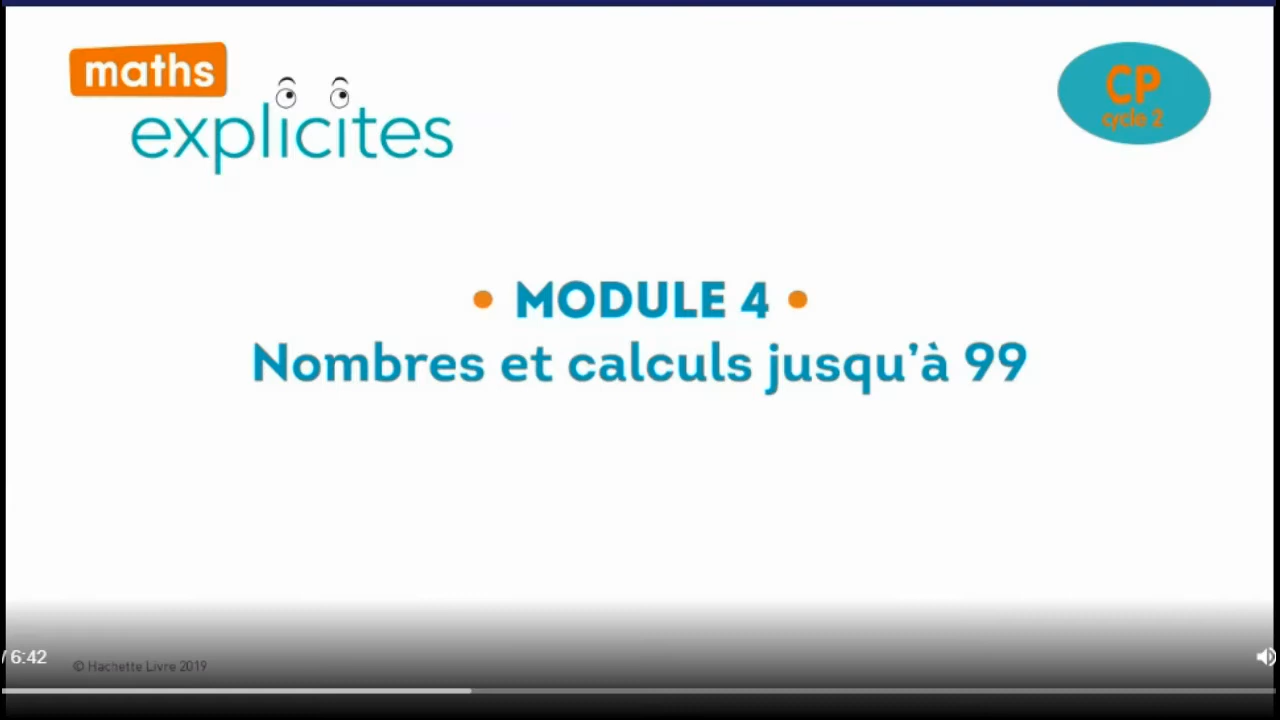 maths
explicites
CP
cycle 2
• MODULE 4 •
Nombres et calculs jusqu'à 99
/ 6:42
© Hachette Livre 2019